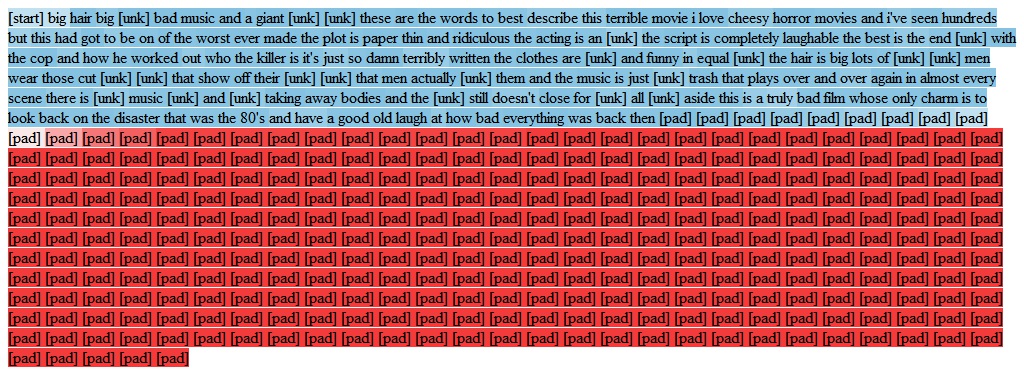 [start] big hair big [unk] bad music and a giant [unk] [unk] these are the words to best describe this terrible movie i love cheesy horror movies and i've seen hundreds
but this had got to be on of the worst ever made the plot is paper thin and ridiculous the acting is an [unk] the script is completely laughable the best is the end [unk] with
the cop and how he worked out who the killer is it's just so damn terribly written the clothes are [unk] and funny in equal [unk] the hair is big lots of [unk] [unk] men
wear those cut [unk] [unk] that show off their [unk] [unk] that men actually [unk] them and the music is just [unk] trash that plays over and over again in almost every
scene there is [unk] music [unk] and [unk] taking away bodies and the [unk] still doesn't close for [unk] all [unk] aside this is a truly bad film whose only charm is to
look back on the disaster that was the 80's and have a good old laugh at how bad everything was back then [pad] [pad] [pad] [pad] [pad] [pad] [pad] [pad] [pad]
[pad] [pad] [pad] [pad] [pad] [pad] [pad] [pad] [pad] [pad] [pad] [pad] [pad] [pad] [pad] [pad] [pad] [pad] [pad] [pad] [pad] [pad] [pad] [pad] [pad] [pad] [pad]
[pad] [pad] [pad] [pad] [pad] [pad] [pad] [pad] [pad] [pad] [pad] [pad] [pad] [pad] [pad] [pad] [pad] [pad] [pad] [pad] [pad] [pad] [pad] [pad] [pad] [pad] [pad]
[pad] [pad] [pad] [pad] [pad] [pad] [pad] [pad] [pad] [pad] [pad] [pad] [pad] [pad] [pad] [pad] [pad] [pad] [pad] [pad] [pad] [pad] [pad] [pad] [pad] [pad] [pad]
[pad] [pad] [pad] [pad] [pad] [pad] [pad] [pad] [pad] [pad] [pad] [pad] [pad] [pad] [pad] [pad] [pad] [pad] [pad] [pad] [pad] [pad] [pad] [pad] [pad] [pad] [pad]
[pad] [pad] [pad] [pad] [pad] [pad] [pad] [pad] [pad] [pad] [pad] [pad] [pad] [pad] [pad] [pad] [pad] [pad] [pad] [pad] [pad] [pad] [pad] [pad] [pad] [pad] [pad]
[pad] [pad] [pad] [pad] [pad] [pad] [pad] [pad] [pad] [pad] [pad] [pad] [pad] [pad] [pad] [pad] [pad] [pad] [pad] [pad] [pad] [pad] [pad] [pad] [pad] [pad] [pad]
[pad] [pad] [pad] [pad] [pad] [pad] [pad] [pad] [pad] [pad] [pad] [pad] [pad] [pad] [pad] [pad] [pad] [pad] [pad] [pad] [pad] [pad] [pad] [pad] [pad] [pad] [pad]
[pad] [pad] [pad] [pad] [pad] [pad] [pad] [pad] [pad] [pad] [pad] [pad] [pad] [pad] [pad] [pad] [pad] [pad] [pad] [pad] [pad] [pad] [pad] [pad] [pad] [pad] [pad]
[pad] [pad] [pad] [pad] [pad] [pad] [pad] [pad] [pad] [pad] [pad] [pad] [pad] [pad] [pad] [pad] [pad] [pad] [pad] [pad] [pad] [pad] [pad] [pad] [pad] [pad] [pad]
[pad] [pad] [pad] [pad] [pad] [pad] [pad] [pad] [pad] [pad] [pad] [pad] [pad] [pad] [pad] [pad] [pad] [pad] [pad] [pad] [pad] [pad] [pad] [pad] [pad] [pad] [pad]
[pad] [pad] [pad] [pad] [pad] [pad] [pad] [pad] [pad] [pad] [pad] [pad] [pad] [pad] [pad] [pad] [pad] [pad] [pad] [pad] [pad] [pad] [pad] [pad] [pad] [pad] [pad]
[pad] [pad] [pad] [pad] [pad]